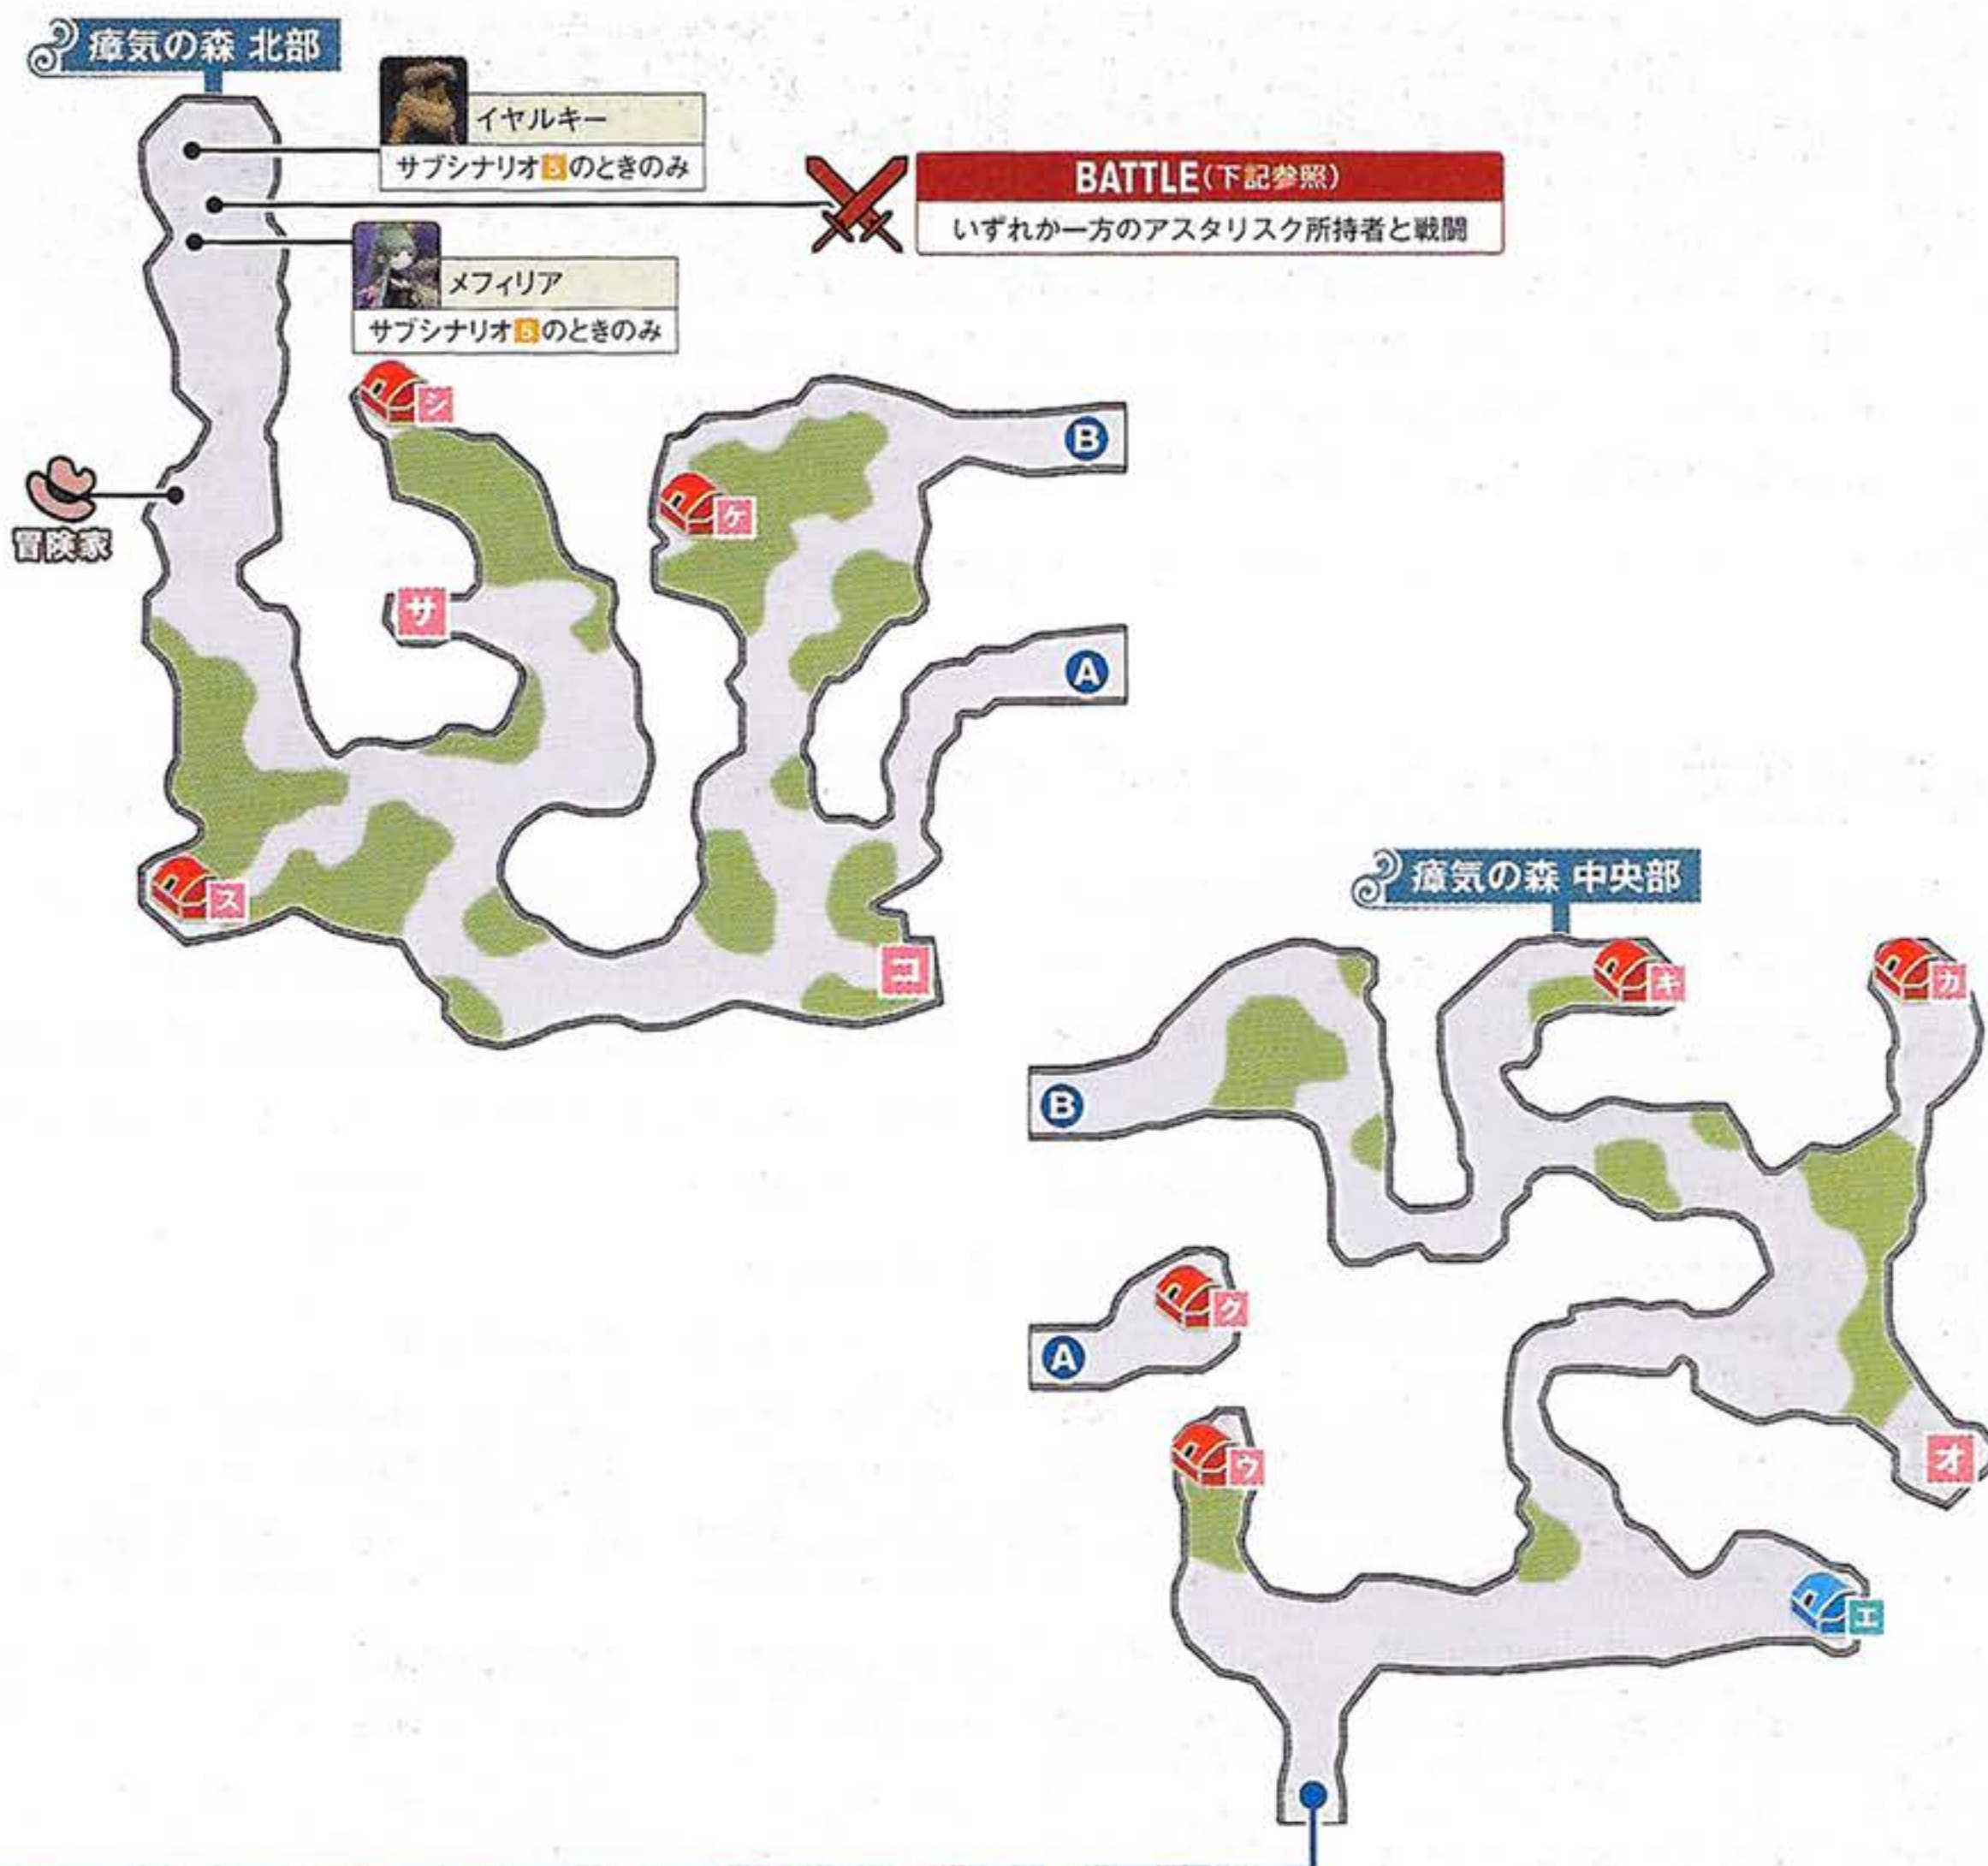 瘴気の森 北部
イヤルキー
サブシナリオ5のときのみ
BATTLE(下記参照)
いずれか一方のアスタリスク所持者と戦闘
メフィリア
サブシナリオ5のときのみ
シ
B
ケ
冒険家
サ
A
ス
コ
瘴気の森 中央部
キ
カ
B
ク
A
ウ
オ
エ